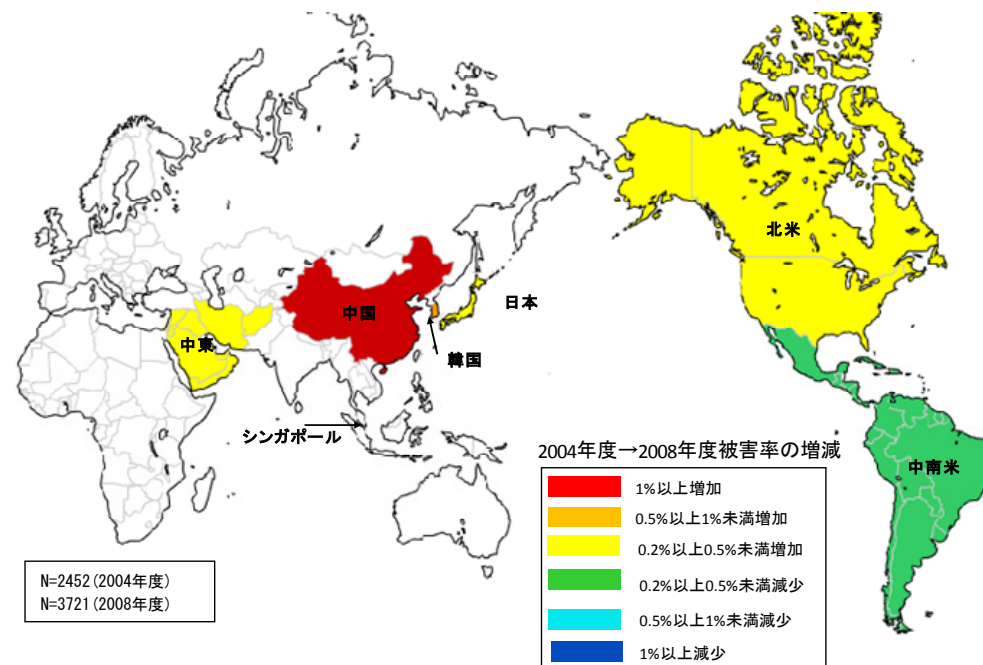 北米
中国
日本
中東
韓国
シンガポール
中南米
2004年度→2008年度被害率の増減
1%以上増加
0.5%以上1%未満増加
0.2%以上0.5%未満増加
0.2%以上0.5%未満減少
0.5%以上1%未満減少
1%以上減少
N=2452(2004年度)
N=3721(2008年度)